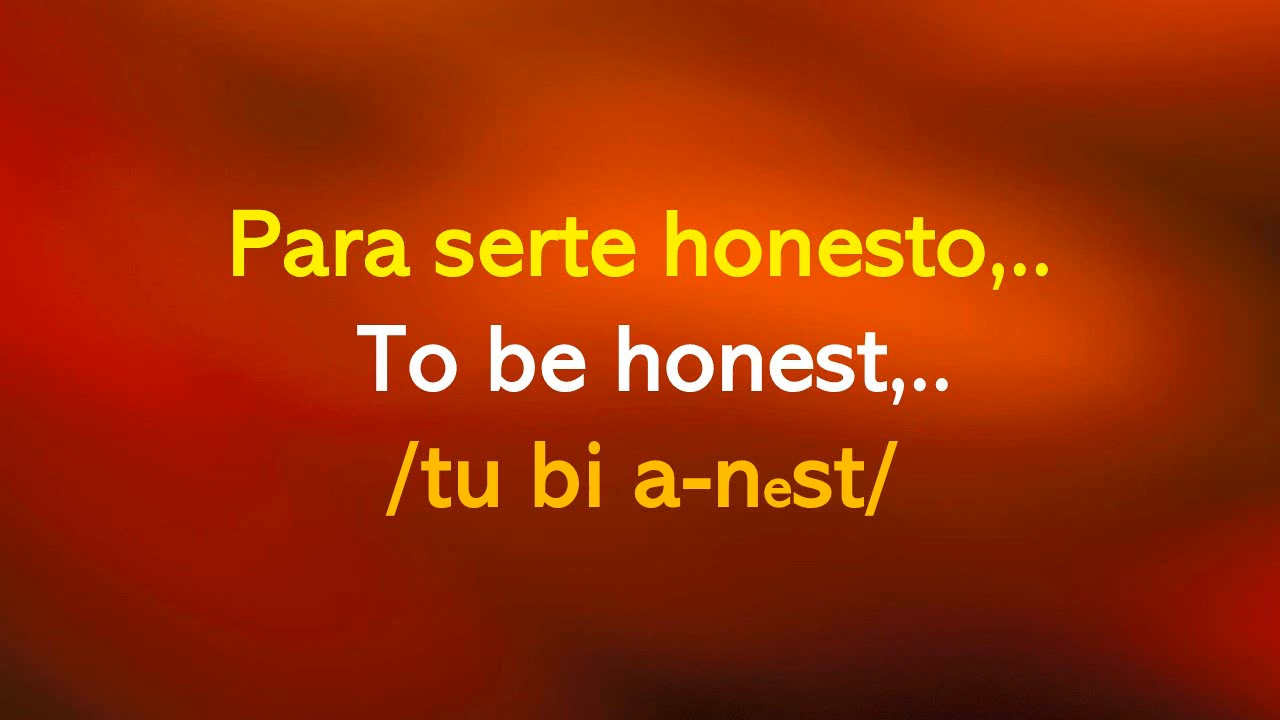 Para serte honesto,..
To be honest,..
/tu bi a-nest/